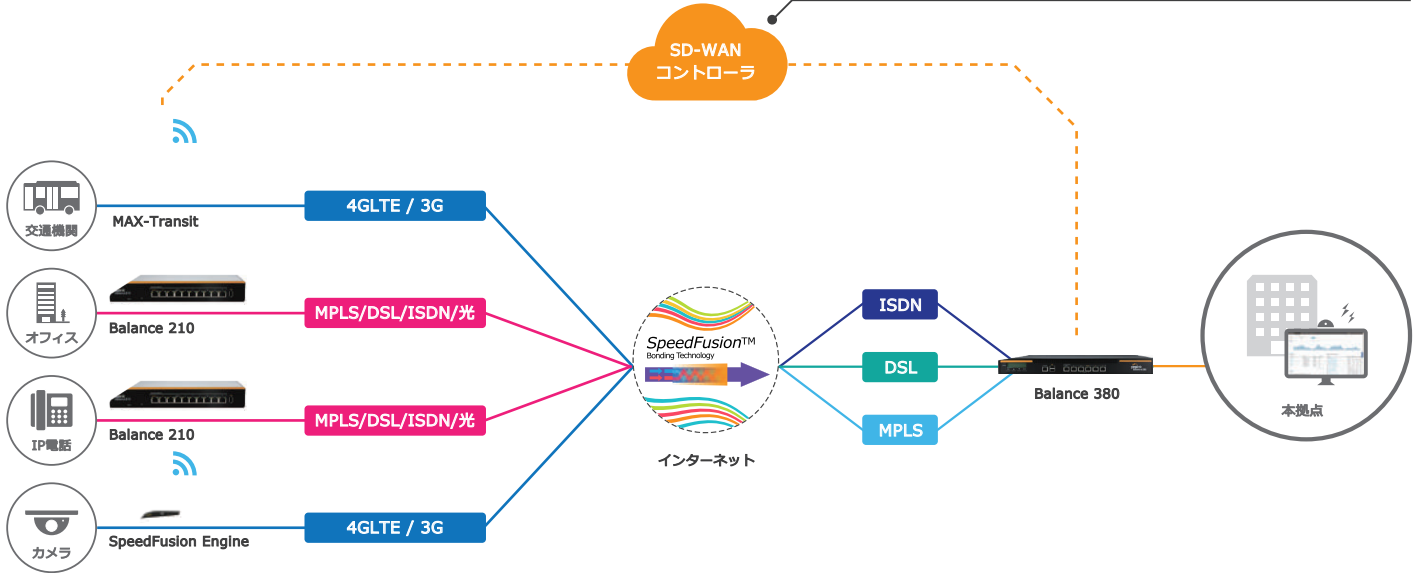 SD-WAN
コントローラ
交通機関
MAX-Transit
4GLTE / 3G
オフィス
Balance 210
MPLS/DSL/ISDN/光
IP電話
Balance 210
MPLS/DSL/ISDN/光
カメラ
SpeedFusion Engine
4GLTE / 3G
SpeedFusion™
Bonding Technology
インターネット
ISDN
DSL
MPLS
Balance 380
本拠点